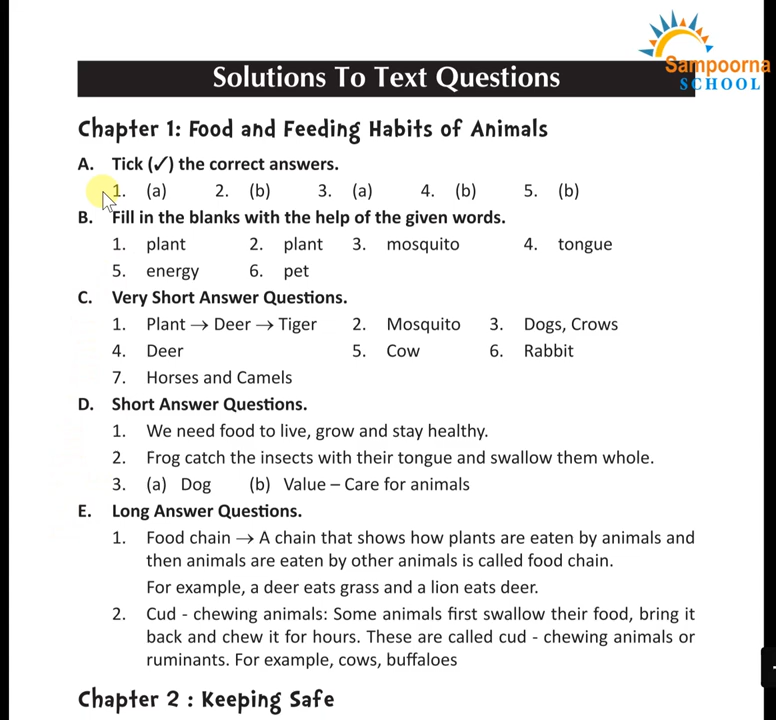 Sampoorna
SCHOOL
Solutions To Text Questions
Chapter 1: Food and Feeding Habits of Animals
A. Tick (✓) the correct answers.
1. (a) 2. (b) 3. (a) 4. (b) 5. (b)
B. Fill in the blanks with the help of the given words.
1. plant 2. plant 3. mosquito 4. tongue
5. energy 6. pet
C. Very Short Answer Questions.
1. Plant → Deer → Tiger 2. Mosquito 3. Dogs, Crows
4. Deer 5. Cow 6. Rabbit
7. Horses and Camels
D. Short Answer Questions.
1. We need food to live, grow and stay healthy.
2. Frog catch the insects with their tongue and swallow them whole.
3. (a) Dog (b) Value – Care for animals
E. Long Answer Questions.
1. Food chain → A chain that shows how plants are eaten by animals and
then animals are eaten by other animals is called food chain.
For example, a deer eats grass and a lion eats deer.
2. Cud - chewing animals: Some animals first swallow their food, bring it
back and chew it for hours. These are called cud - chewing animals or
ruminants. For example, cows, buffaloes
Chapter 2 : Keeping Safe